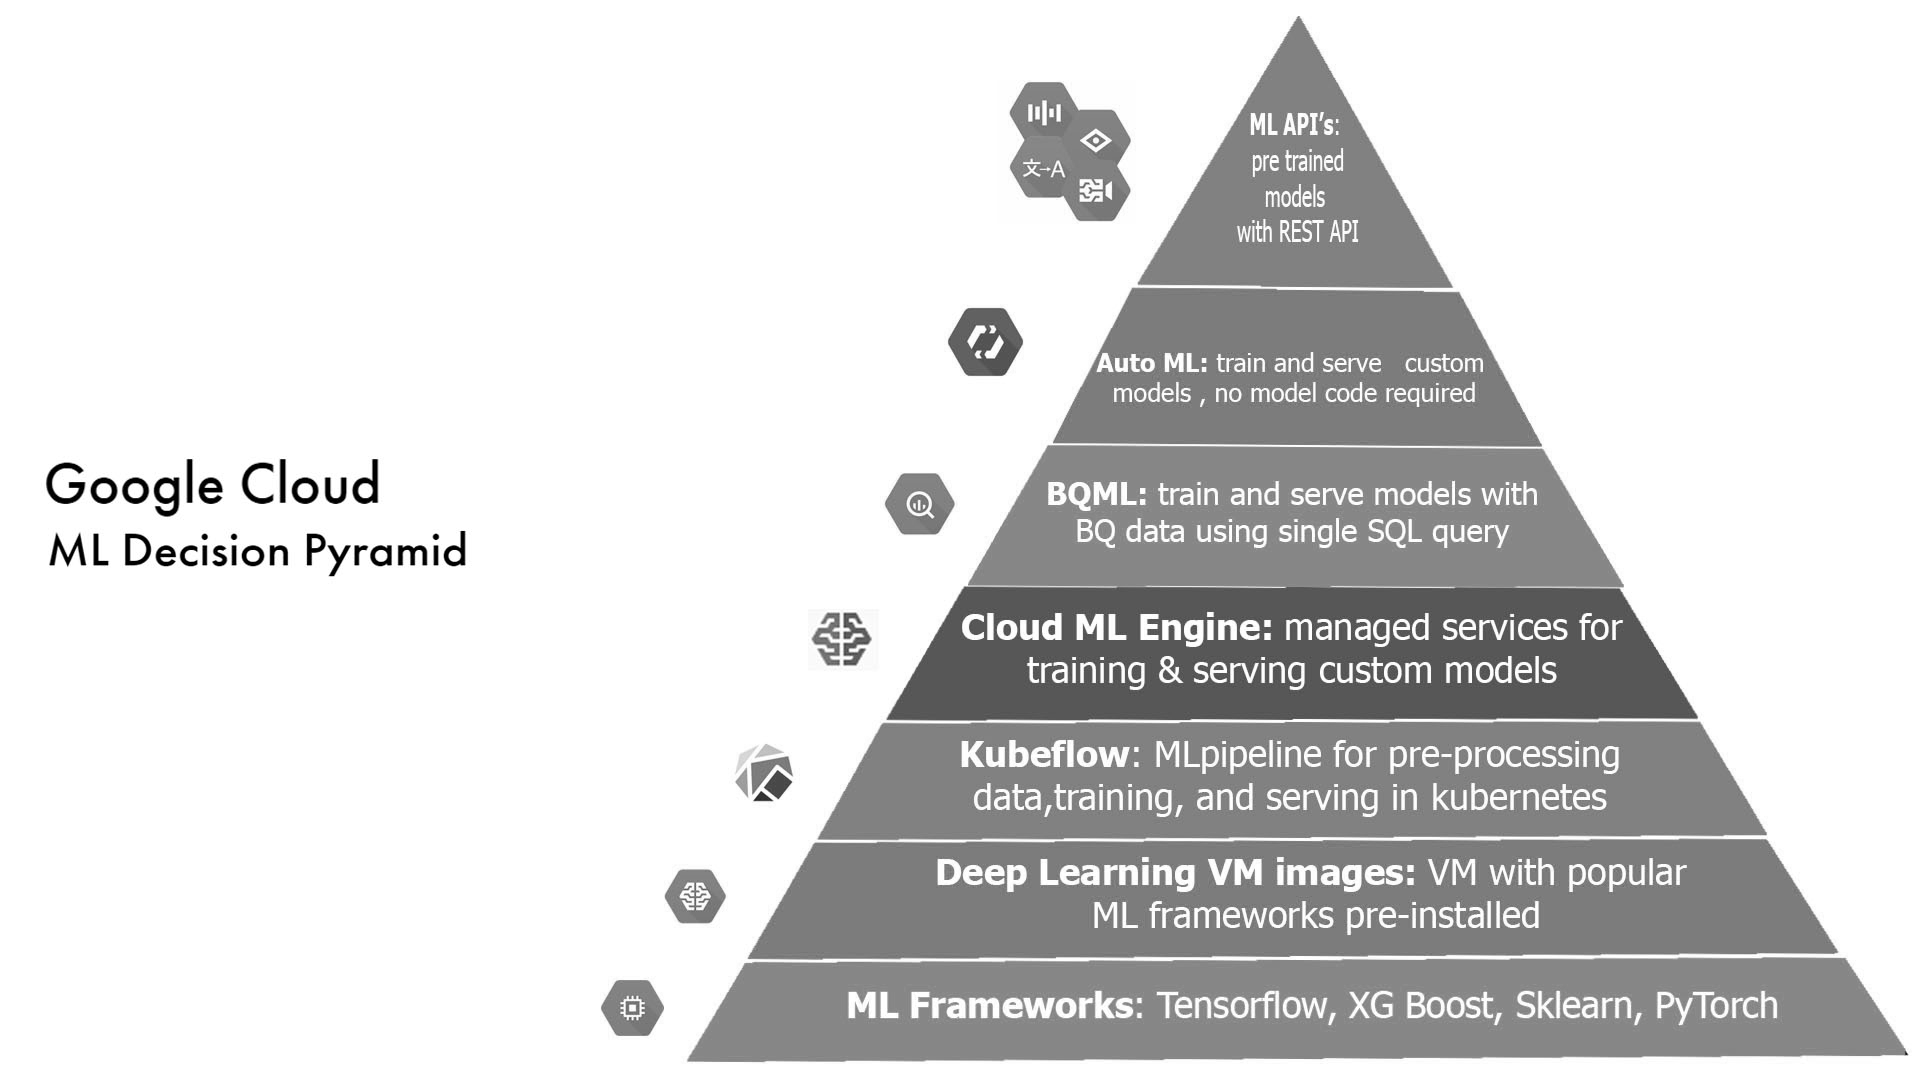 Google Cloud
ML Decision Pyramid
文→A
ML API’s:
pre trained
models
with REST API
Auto ML: train and serve   custom
models , no model code required
BQML: train and serve models with
BQ data using single SQL query
Cloud ML Engine: managed services for
training & serving custom models
Kubeflow: MLpipeline for pre-processing
data,training, and serving in kubernetes
Deep Learning VM images: VM with popular
ML frameworks pre-installed
ML Frameworks: Tensorflow, XG Boost, Sklearn, PyTorch